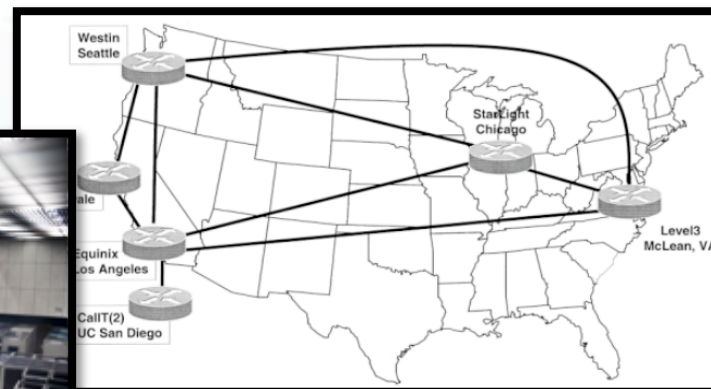 Westin
Seattle
StarLight
Chicago
ale
Equinix
Los Angeles
Level3
McLean, VA
CalIT(2)
UC San Diego